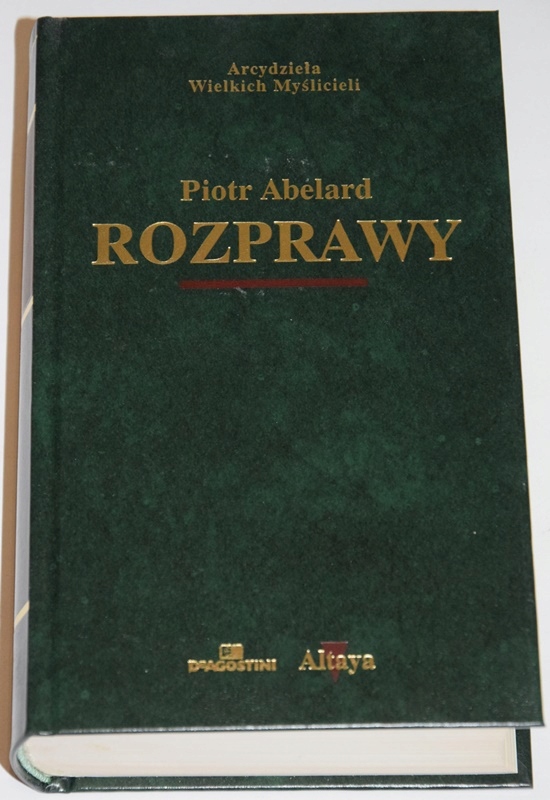 Arcydzieła
Wielkich Myślicieli
Piotr Abelard
ROZPRAWY
DeAGOSTINI
Altaya